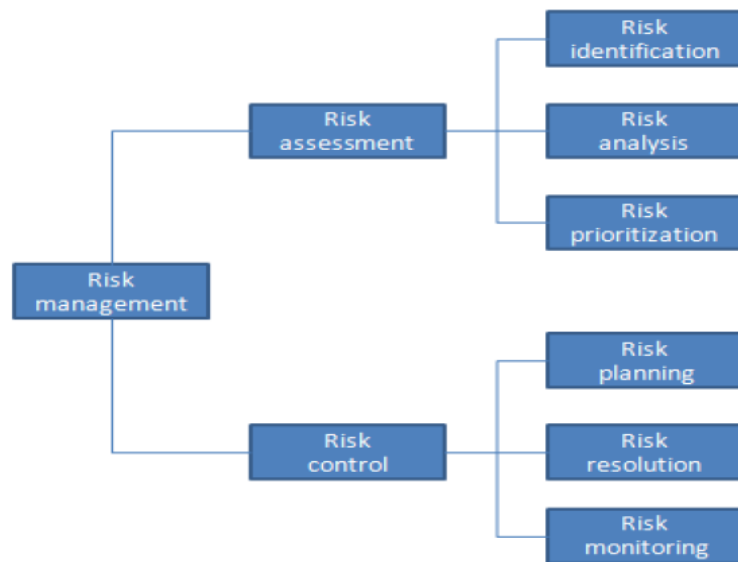 Risk
identification
Risk
assessment
Risk
analysis
Risk
prioritization
Risk
management
Risk
planning
Risk
control
Risk
resolution
Risk
monitoring